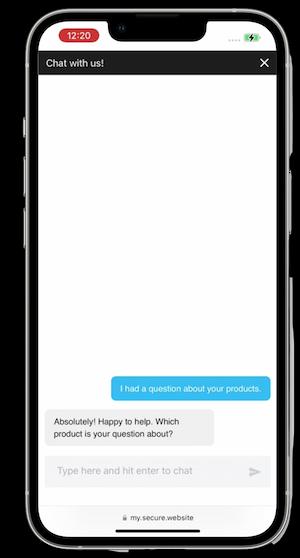 12:20
Chat with us!
I had a question about your products.
Absolutely! Happy to help. Which
product is your question about?
Type here and hit enter to chat
my.secure.website